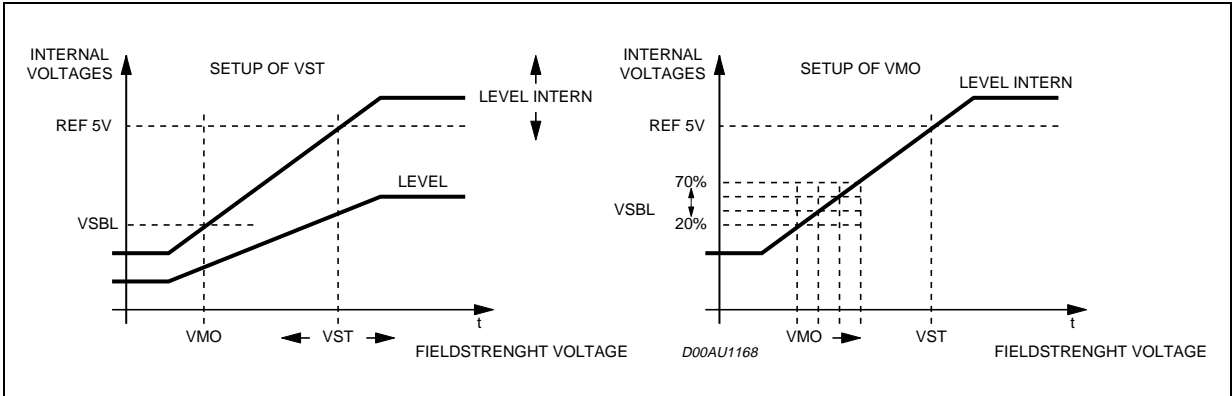 INTERNAL
VOLTAGES
SETUP OF VST
LEVEL INTERN
REF 5V
LEVEL
VSBL
t
VMO
VST
FIELDSTRENGHT VOLTAGE
INTERNAL
VOLTAGES
SETUP OF VMO
LEVEL INTERN
REF 5V
70%
VSBL
20%
t
VMO
VST
D00AU1168
FIELDSTRENGHT VOLTAGE